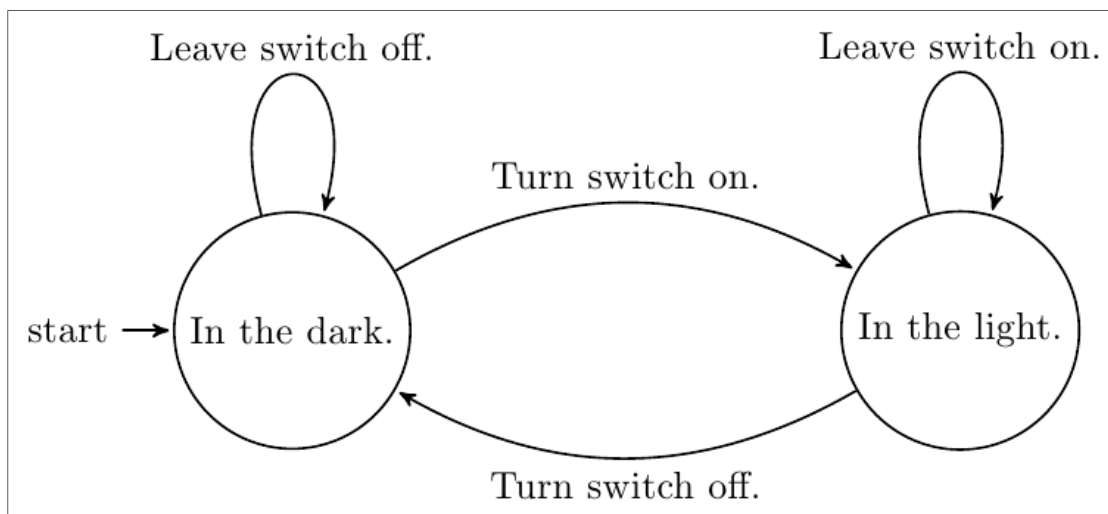 Leave switch off.
Leave switch on.
Turn switch on.
start
In the dark.
In the light.
Turn switch off.